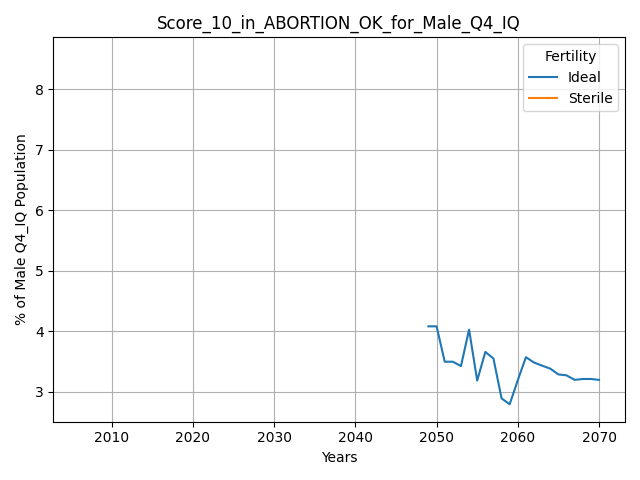 Score_10_in_ABORTION_OK_for_Male_Q4_IQ
Fertility
Ideal
Sterile
% of Male Q4_IQ Population
8
7
6
5
4
3
2010 2020 2030 2040 2050 2060 2070
Years